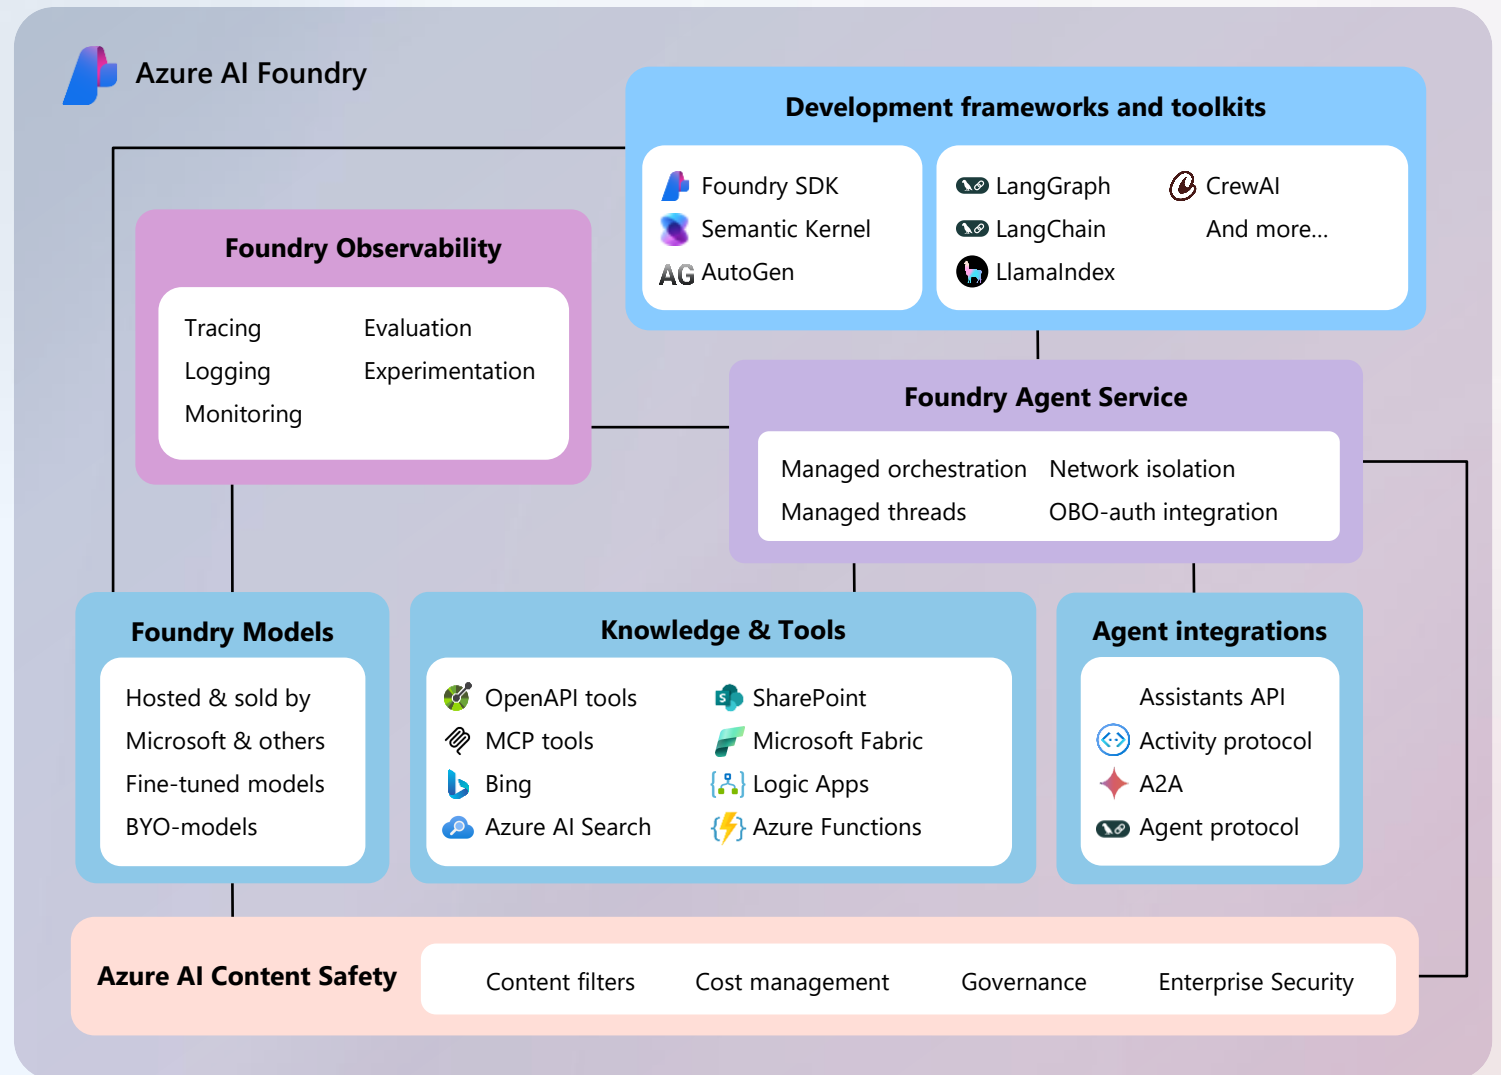 Azure AI Foundry
Development frameworks and toolkits
Foundry SDK
Semantic Kernel
AG AutoGen
LangGraph
LangChain
LlamaIndex
CrewAI
And more...
Foundry Observability
Tracing
Logging
Monitoring
Evaluation
Experimentation
Foundry Agent Service
Managed orchestration
Managed threads
Network isolation
OBO-auth integration
Foundry Models
Hosted & sold by
Microsoft & others
Fine-tuned models
BYO-models
Knowledge & Tools
OpenAPI tools
MCP tools
Bing
Azure AI Search
S SharePoint
Microsoft Fabric
Logic Apps
Azure Functions
Agent integrations
Assistants API
Activity protocol
A2A
Agent protocol
Azure AI Content Safety
Content filters
Cost management
Governance
Enterprise Security